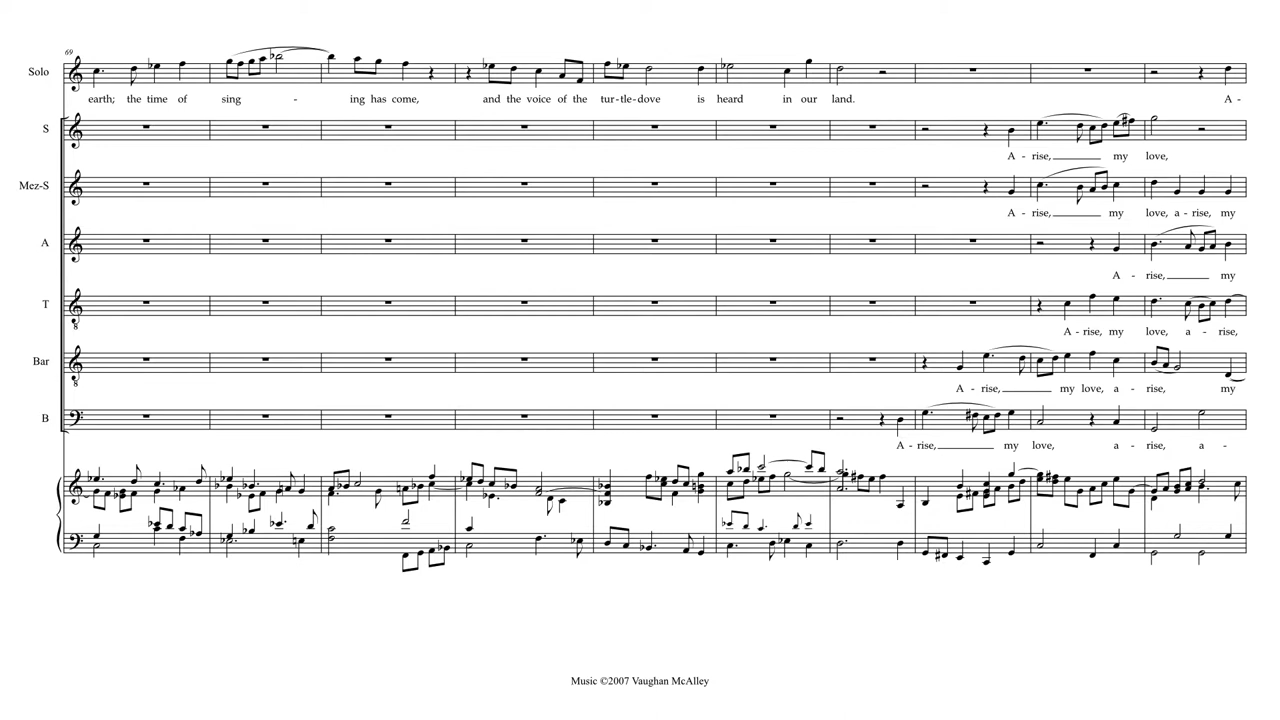 69
Solo
earth; the time of sing - ing has come, and the voice of the tur-tle-dove is heard in our land. A-
S
A - rise, my love,
Mez-S
A - rise, my love, a-rise, my
A
A - rise, my
T
A-rise, my love, a - rise,
Bar
A - rise, my love, a - rise, my
B
A-rise, my love, a - rise, a -
Music ©2007 Vaughan McAlley